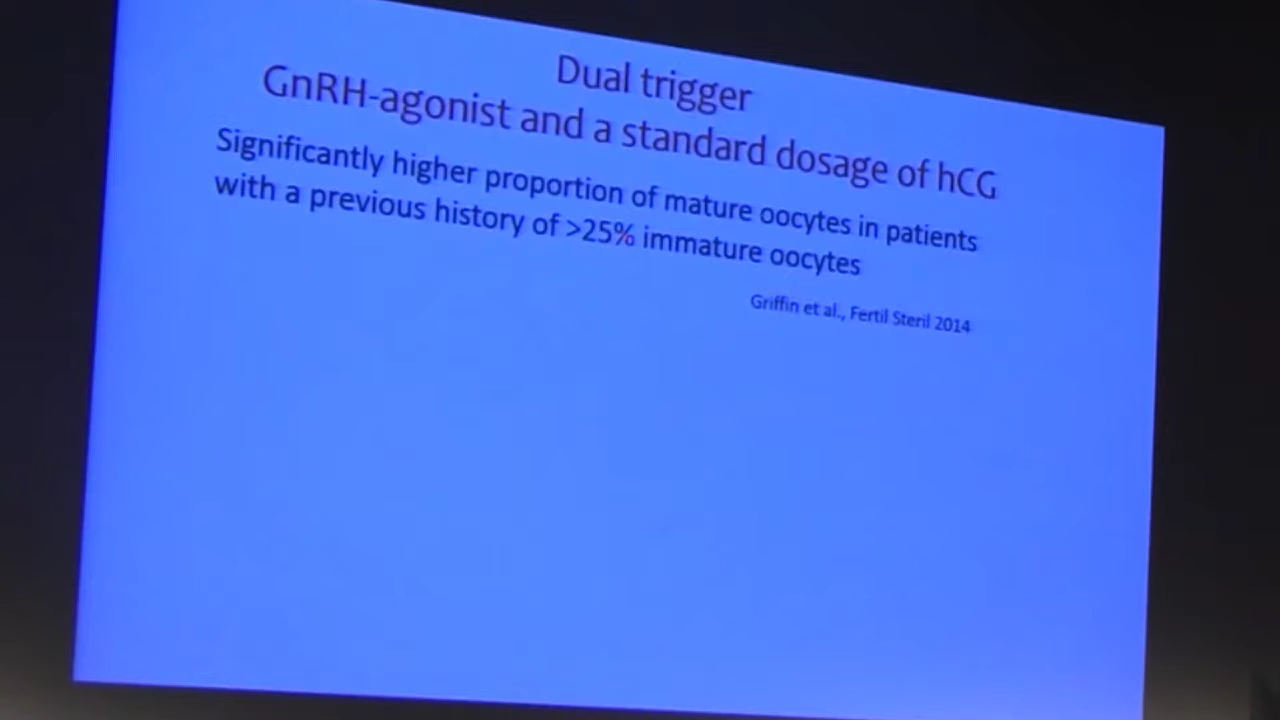 Dual trigger
GnRH-agonist and a standard dosage of hCG
Significantly higher proportion of mature oocytes in patients
with a previous history of >25% immature oocytes
Griffin et al., Fertil Steril 2014